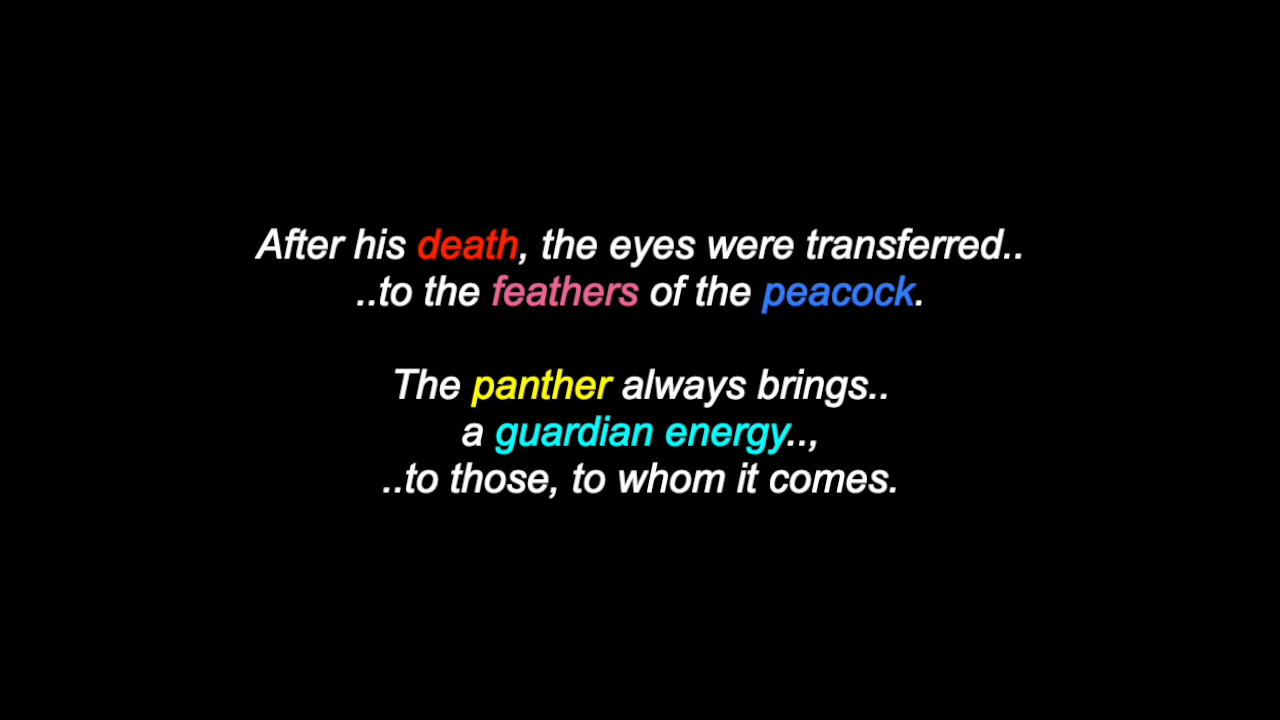 After his death, the eyes were transferred..
..to the feathers of the peacock.
The panther always brings..
a guardian energy..,
..to those, to whom it comes.